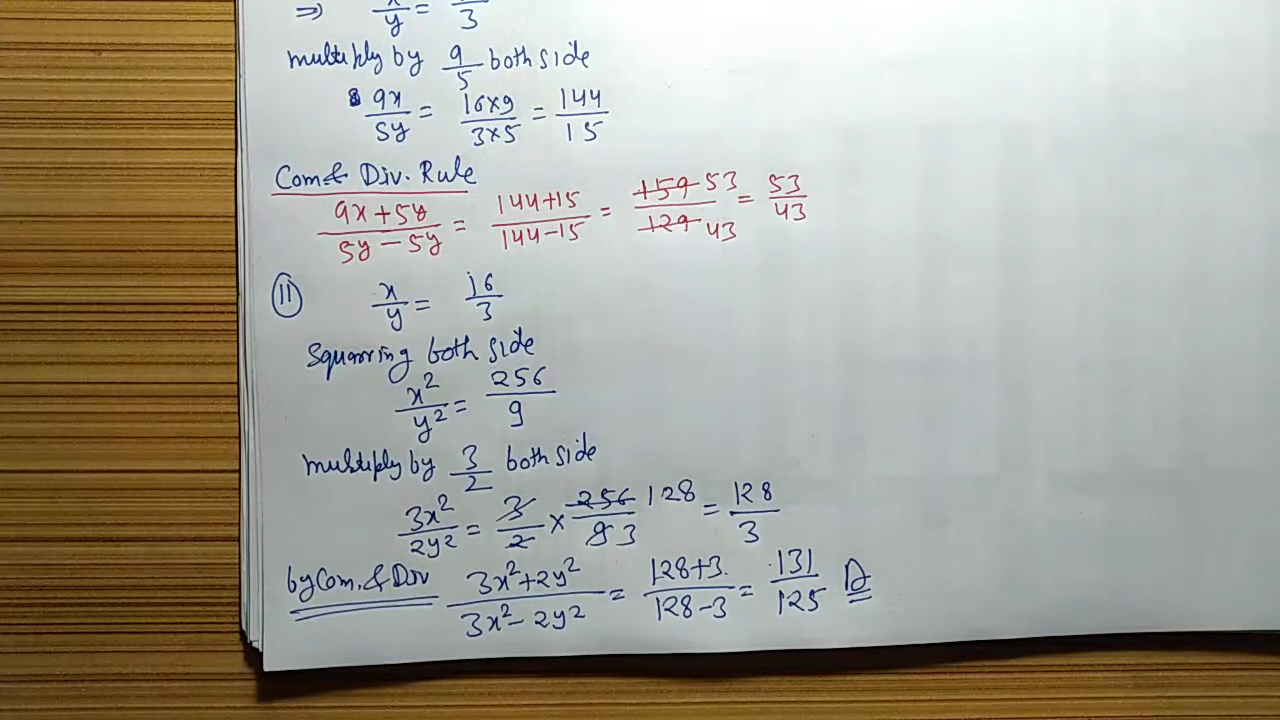 ⇒ x/y = /3
multiply by 9/5 both side
9x/5y = 16×9/3×5 = 144/15
Com & Div. Rule
9x+5y/5y-5y = 144+15/144-15 = 159 53/129 43 = 53/43
(11) x/y = 16/3
Squarring both side
x²/y² = 256/9
multiply by 3/2 both side
3x²/2y² = 3/2 × 256 128/9 3 = 128/3
by Com. & Div 3x²+2y²/3x²-2y² = 128+3/128-3 = 131/125